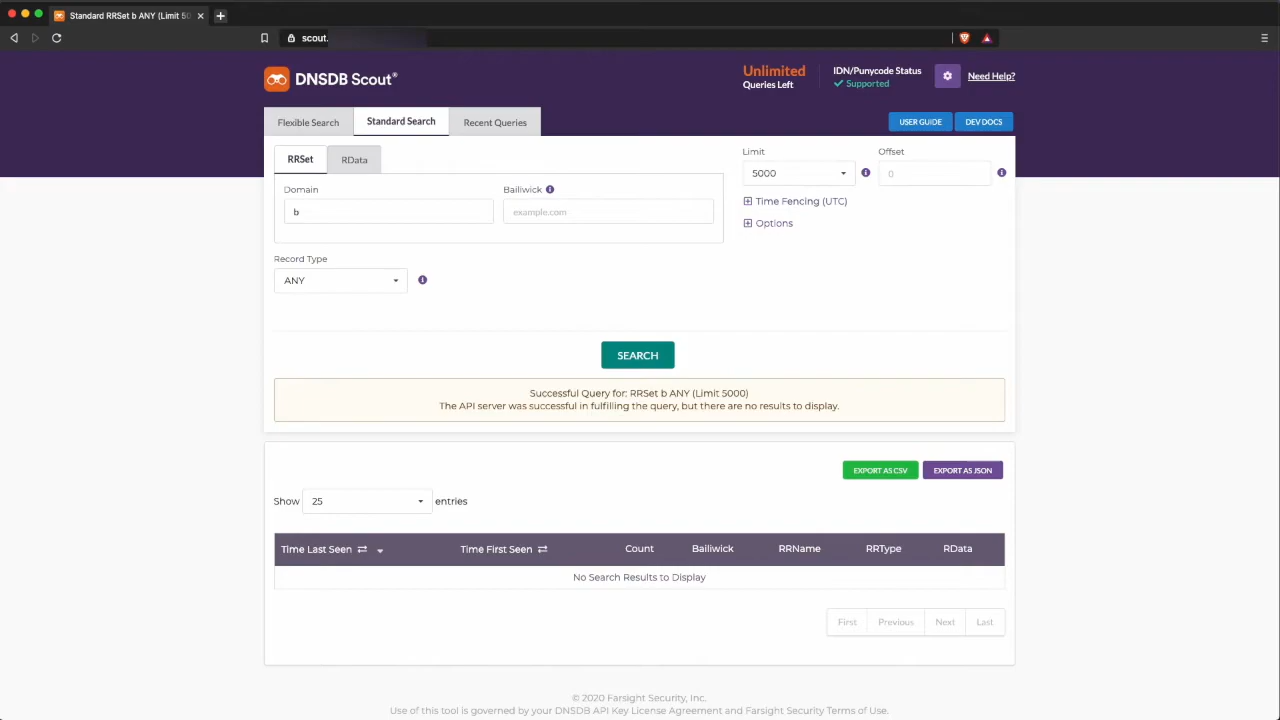 Standard RRSet b ANY (Limit 50
scout.
DNSDB Scout®
Unlimited
Queries Left
IDN/Punycode Status
Supported
Need Help?
Flexible Search
Standard Search
Recent Queries
USER GUIDE
DEV DOCS
RRSet
RData
Limit
Offset
5000
0
Domain
Bailiwick
b
example.com
Time Fencing (UTC)
Options
Record Type
ANY
SEARCH
Successful Query for: RRSet b ANY (Limit 5000)
The API server was successful in fulfilling the query, but there are no results to display.
EXPORT AS CSV
EXPORT AS JSON
Show 25 entries
Time Last Seen Time First Seen Count Bailiwick RRName RRType RData
No Search Results to Display
First Previous Next Last
© 2020 Farsight Security, Inc.
Use of this tool is governed by your DNSDB API Key License Agreement and Farsight Security Terms of Use.